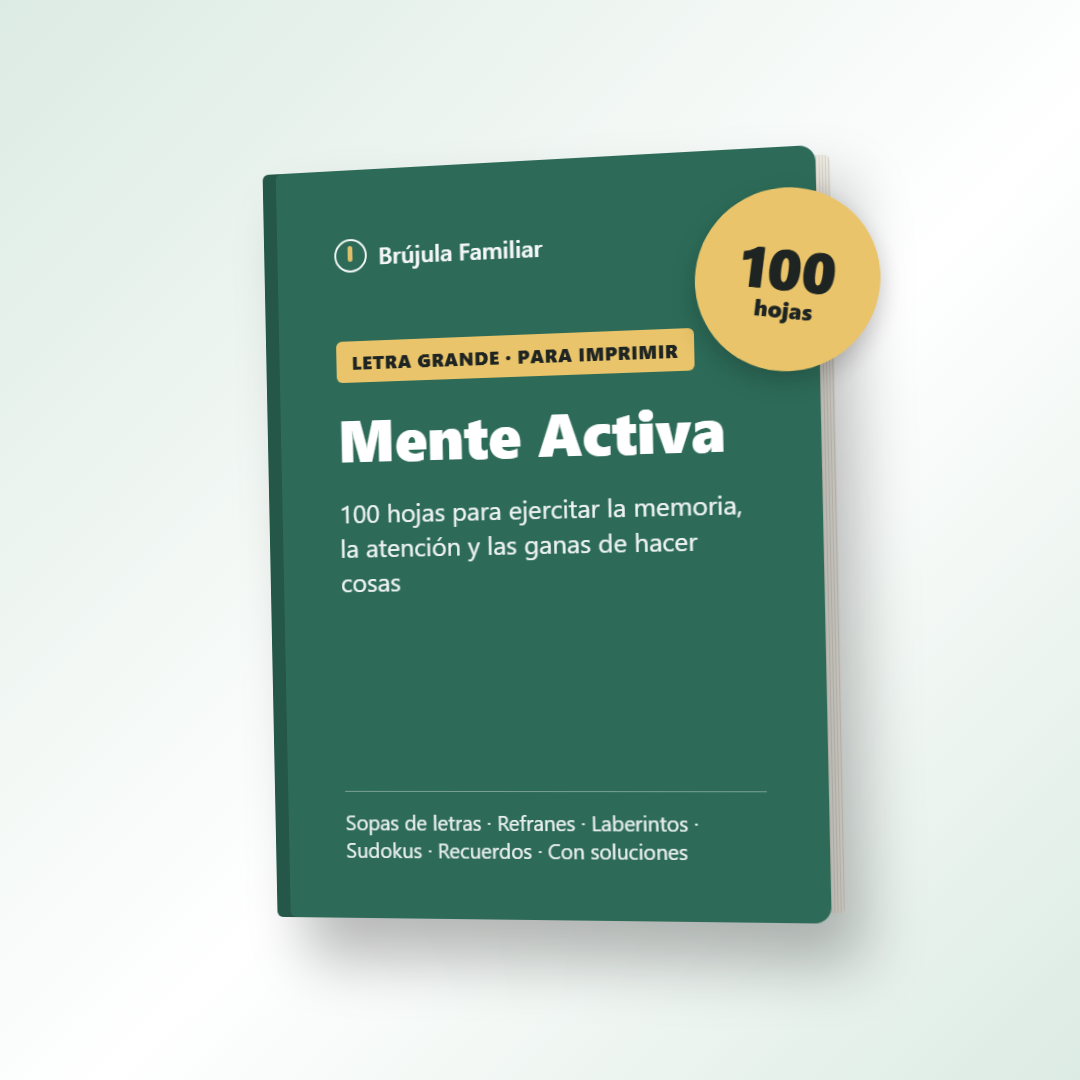 Brújula Familiar
100
hojas
LETRA GRANDE · PARA IMPRIMIR
Mente Activa
100 hojas para ejercitar la memoria,
la atención y las ganas de hacer
cosas
Sopas de letras · Refranes · Laberintos ·
Sudokus · Recuerdos · Con soluciones